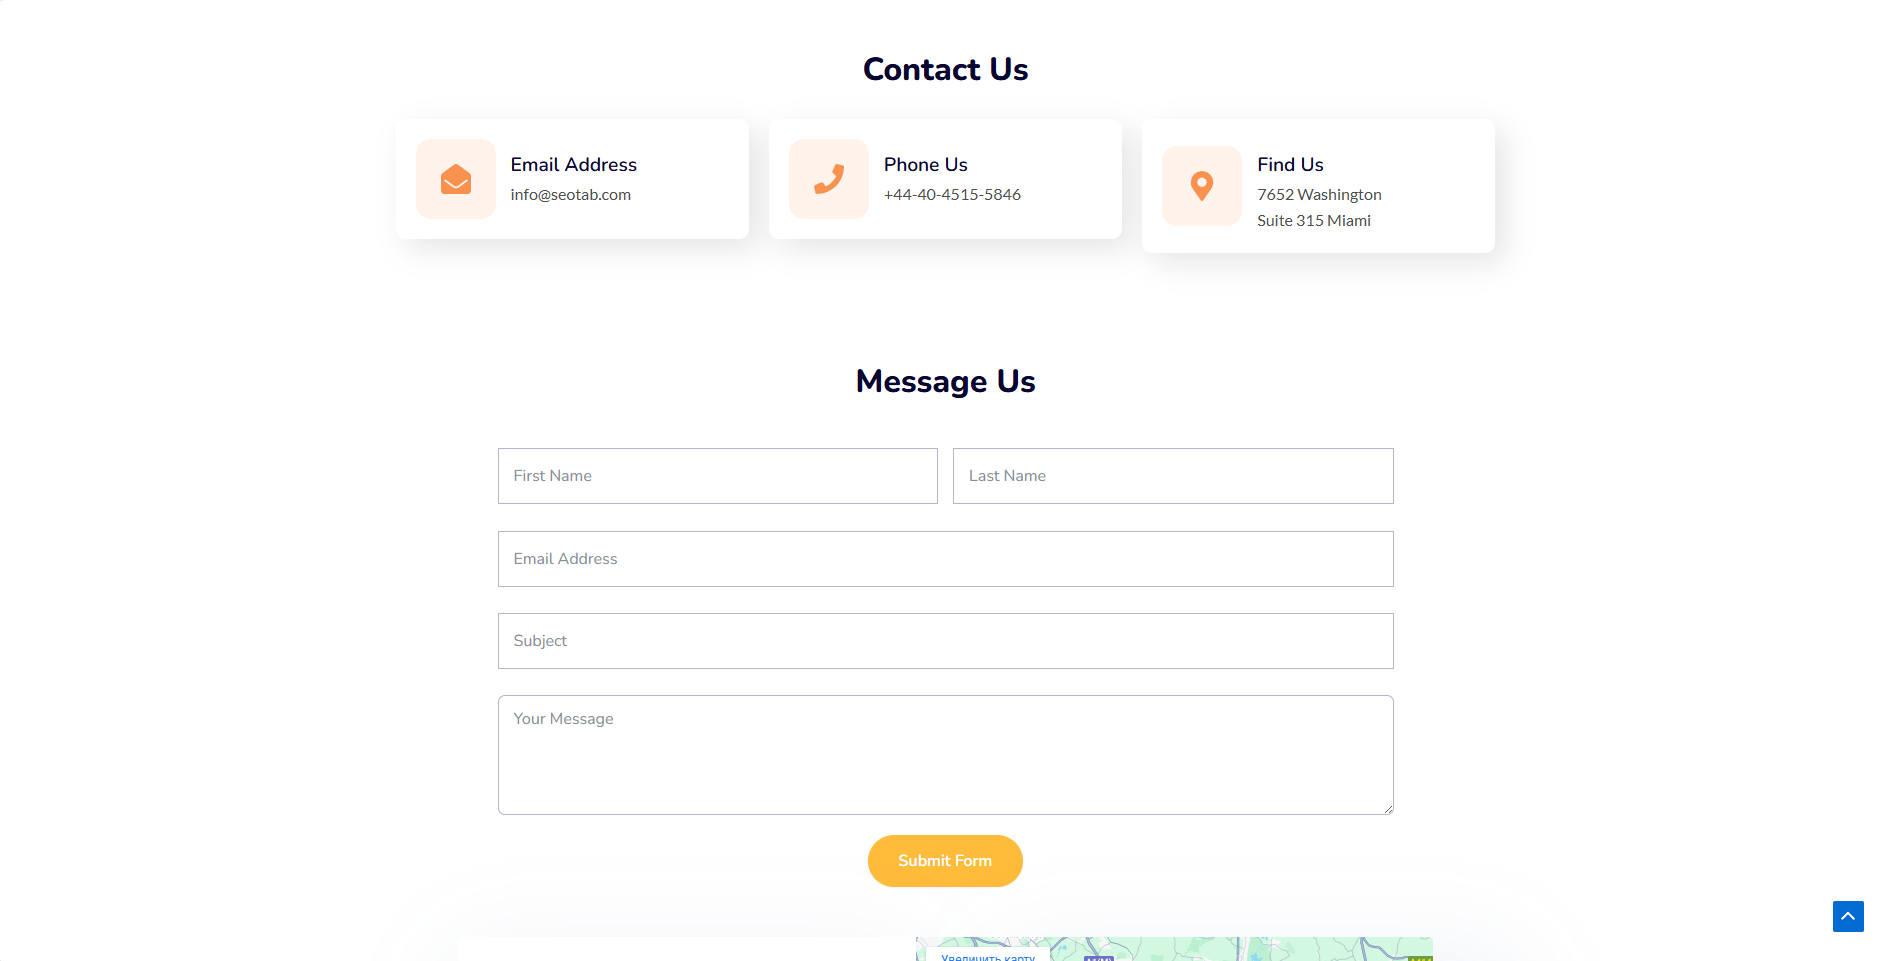 Contact Us
Email Address
info@seotab.com
Phone Us
+44-40-4515-5846
Find Us
7652 Washington
Suite 315 Miami
Message Us
First Name
Last Name
Email Address
Subject
Your Message
Submit Form
Увеличить карту